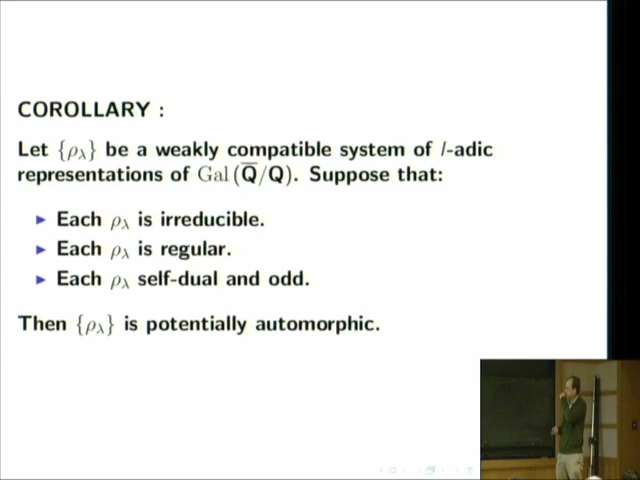 COROLLARY :
Let {ρλ} be a weakly compatible system of l-adic
representations of Gal (Q̅/Q). Suppose that:
▶ Each ρλ is irreducible.
▶ Each ρλ is regular.
▶ Each ρλ self-dual and odd.
Then {ρλ} is potentially automorphic.